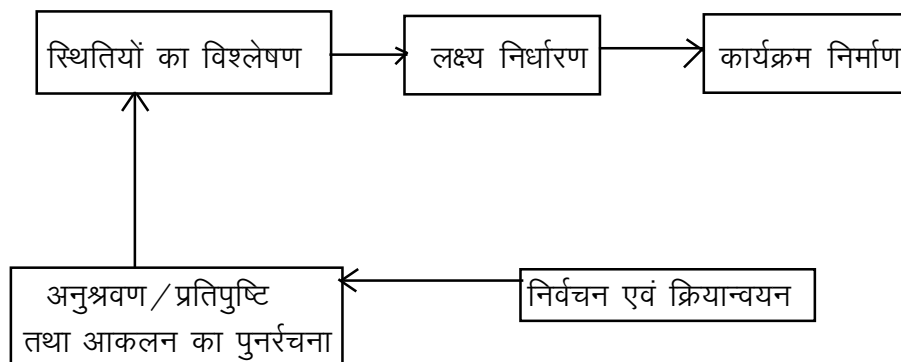 स्थितियों का विश्लेषण
लक्ष्य निर्धारण
कार्यक्रम निर्माण
निर्वचन एवं क्रियान्वयन
अनुश्रवण / प्रतिपुष्टि
तथा आकलन का पुनर्रचना